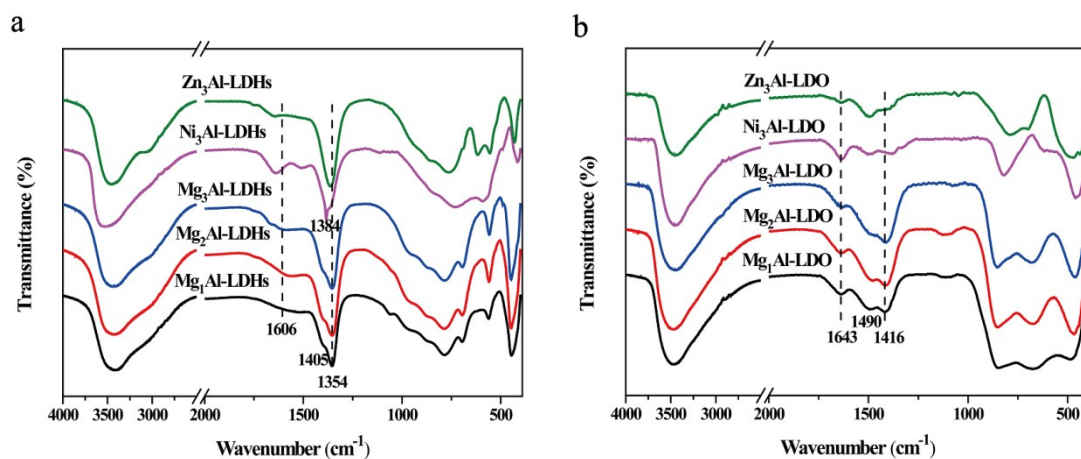 a
Transmittance (%)
Zn₃Al-LDHs
Ni₃Al-LDHs
Mg₃Al-LDHs
1384
Mg₂Al-LDHs
Mg₁Al-LDHs
1606
1405
1354
4000 3500 3000 2000 1500 1000 500
Wavenumber (cm⁻¹)
b
Transmittance (%)
Zn₃Al-LDO
Ni₃Al-LDO
Mg₃Al-LDO
Mg₂Al-LDO
Mg₁Al-LDO
1490
1643 1416
4000 3500 3000 2000 1500 1000 500
Wavenumber (cm⁻¹)